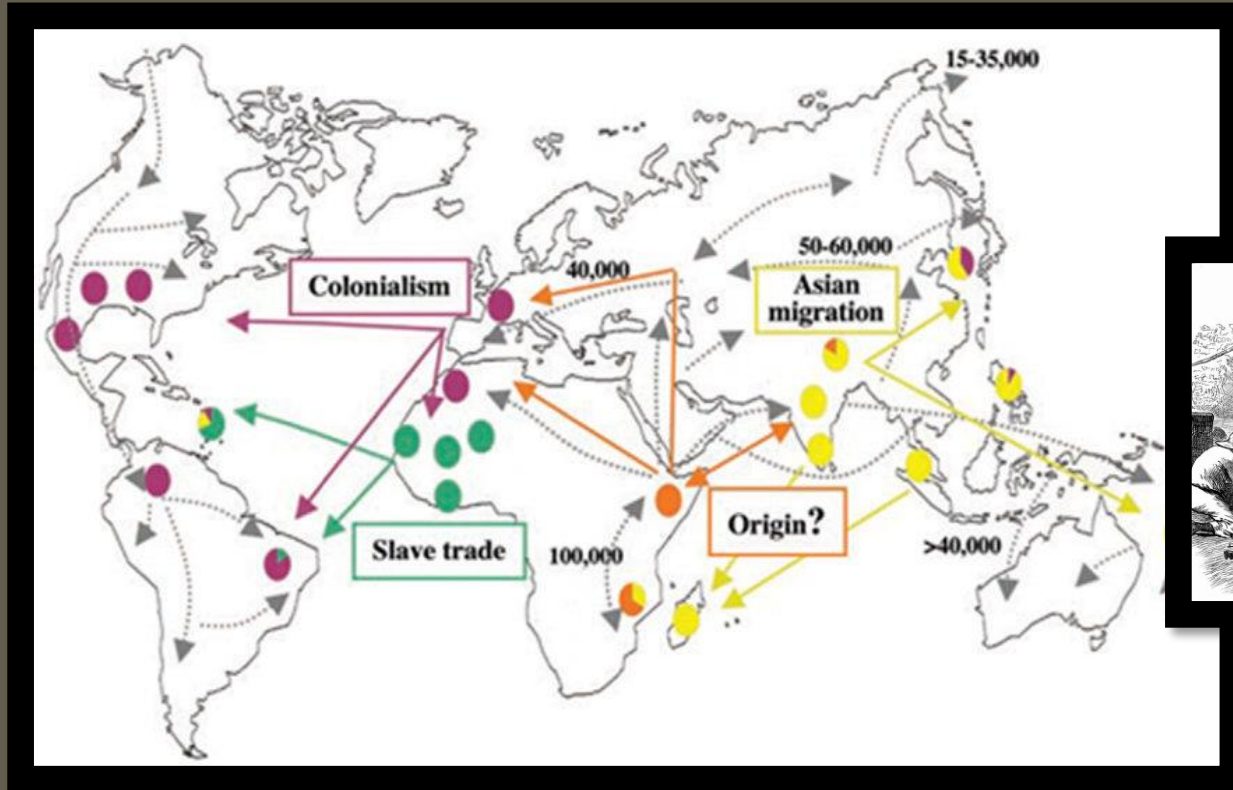 15-35,000
50-60,000
40,000
Colonialism
Asian
migration
Origin?
Slave trade
100,000
>40,000